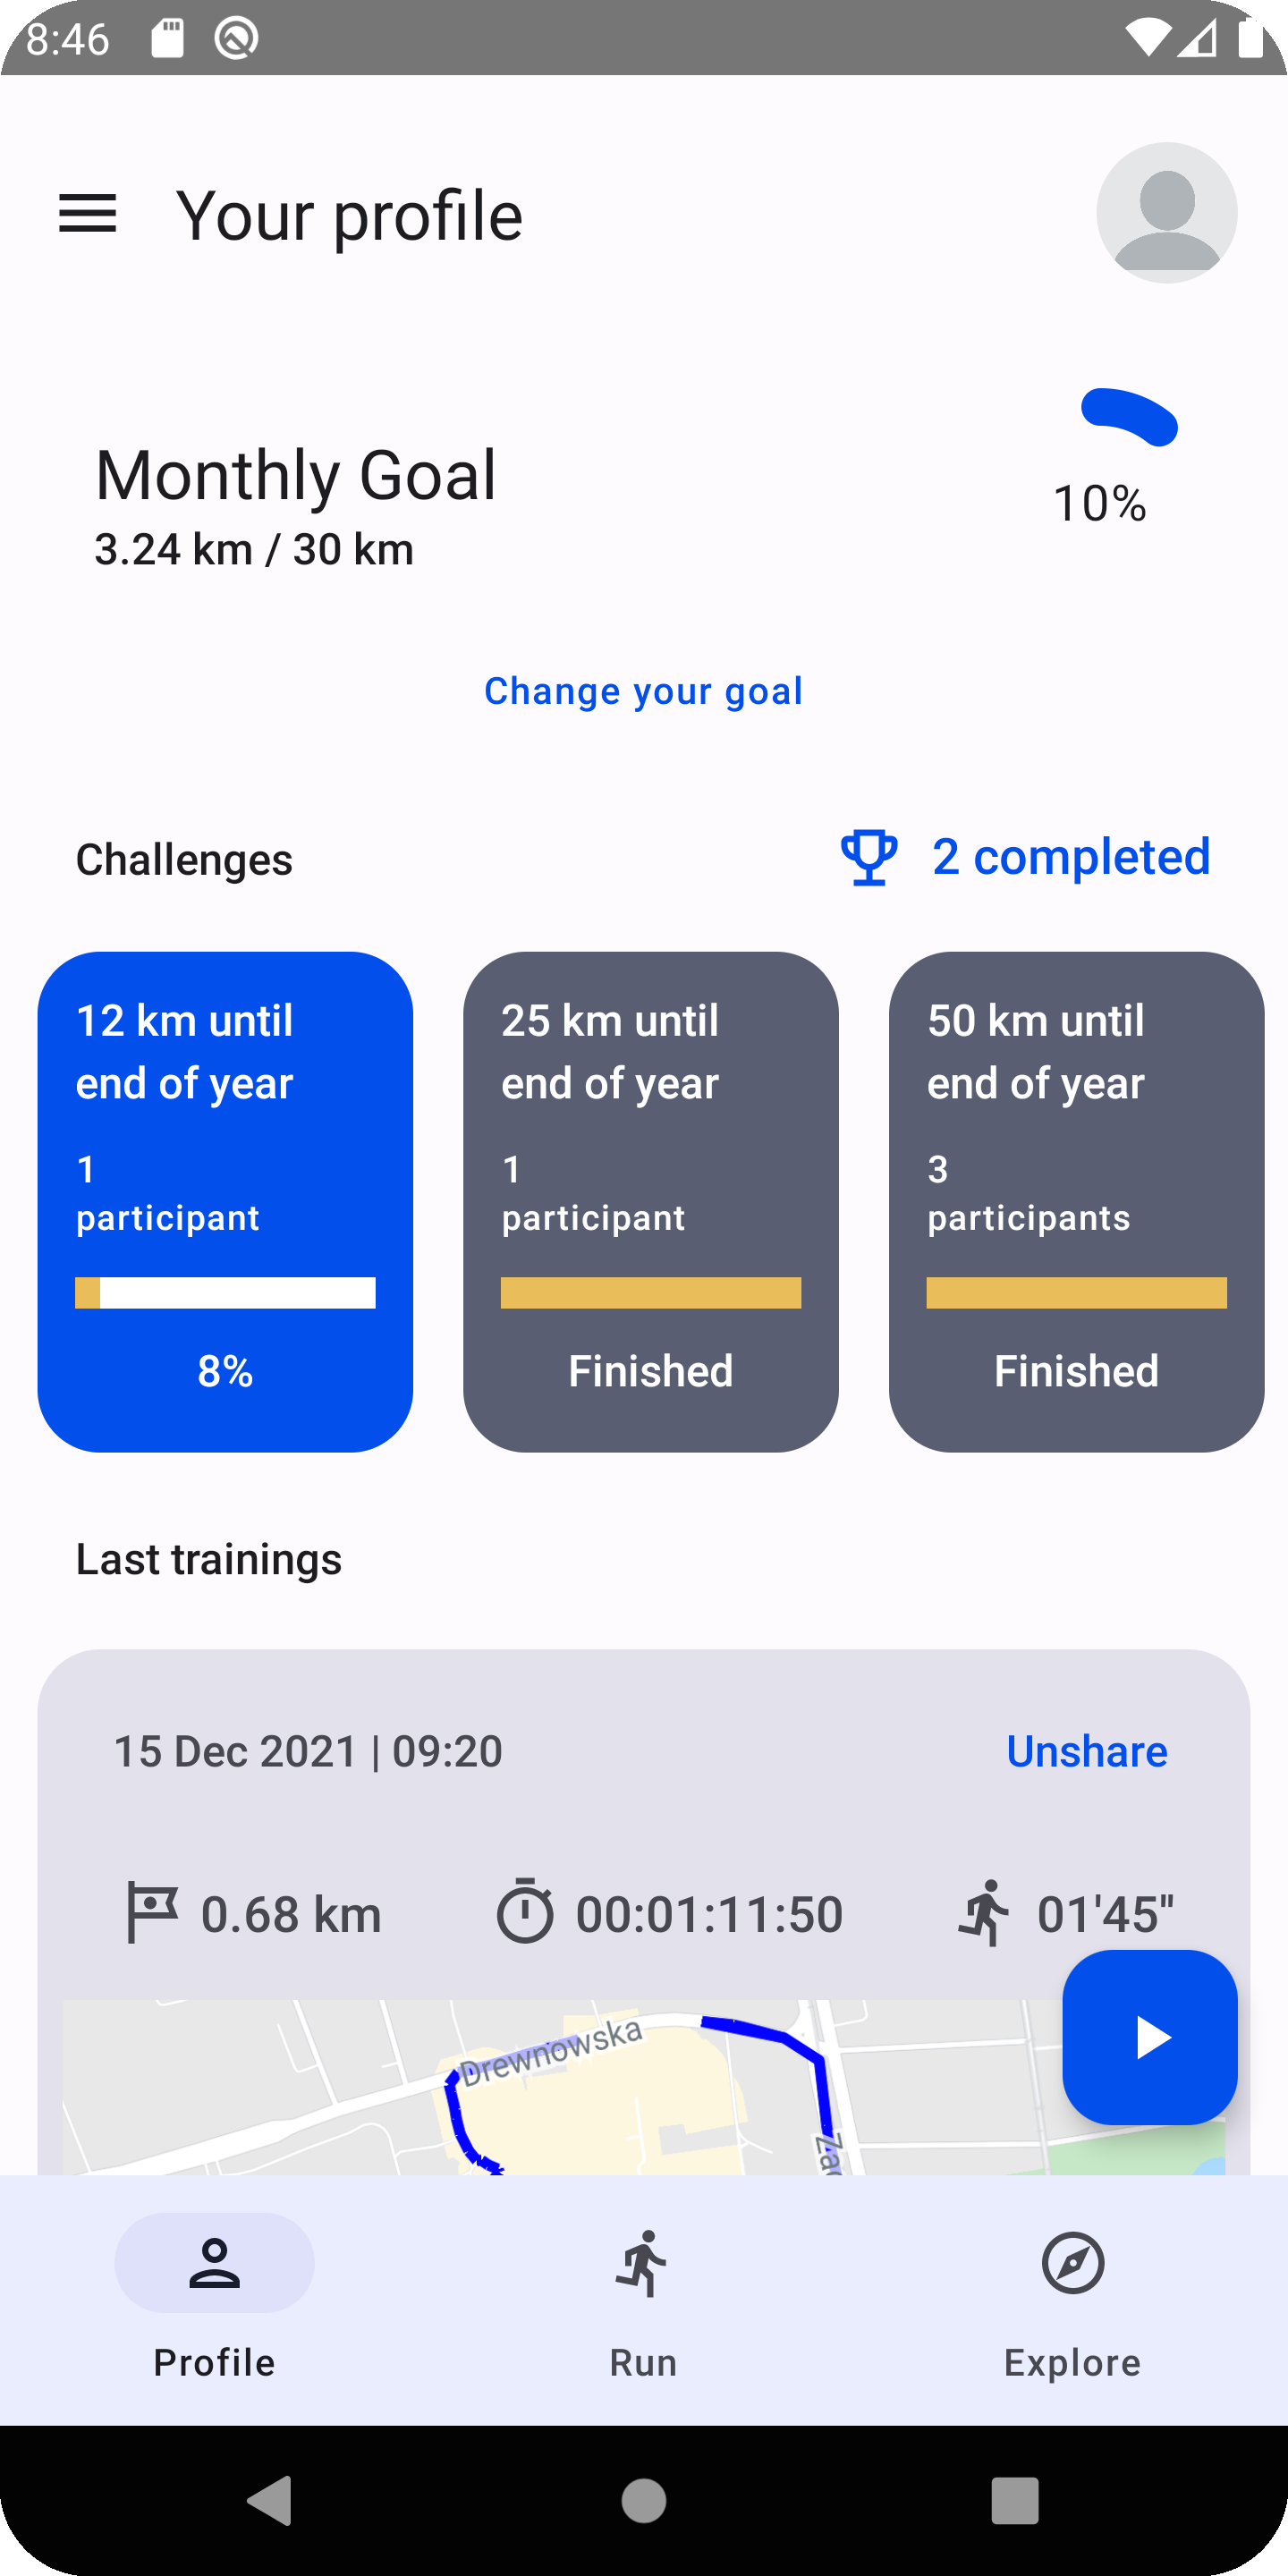 8:46
Your profile
10%
Monthly Goal
3.24 km / 30 km
Change your goal
Challenges
2 completed
12 km until
end of year
1
participant
8%
25 km until
end of year
1
participant
Finished
50 km until
end of year
3
participants
Finished
Last trainings
15 Dec 2021 | 09:20
Unshare
0.68 km
00:01:11:50
01'45"
Drewnowska
Profile
Run
Explore